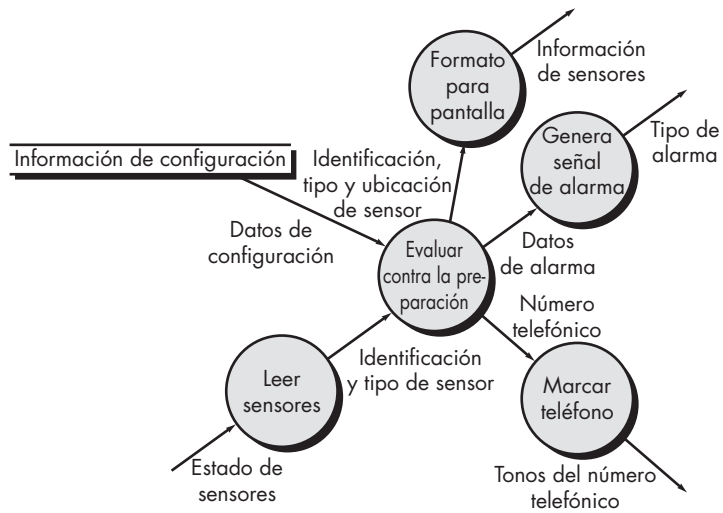 Formato
para
pantalla
Información
de sensores
Genera
señal
de alarma
Tipo de
alarma
Información de configuración
Identificación,
tipo y ubicación
de sensor
Datos de
configuración
Evaluar
contra la pre-
paración
Datos
de alarma
Número
telefónico
Leer
sensores
Identificación
y tipo de sensor
Marcar
teléfono
Estado de
sensores
Tonos del número
telefónico